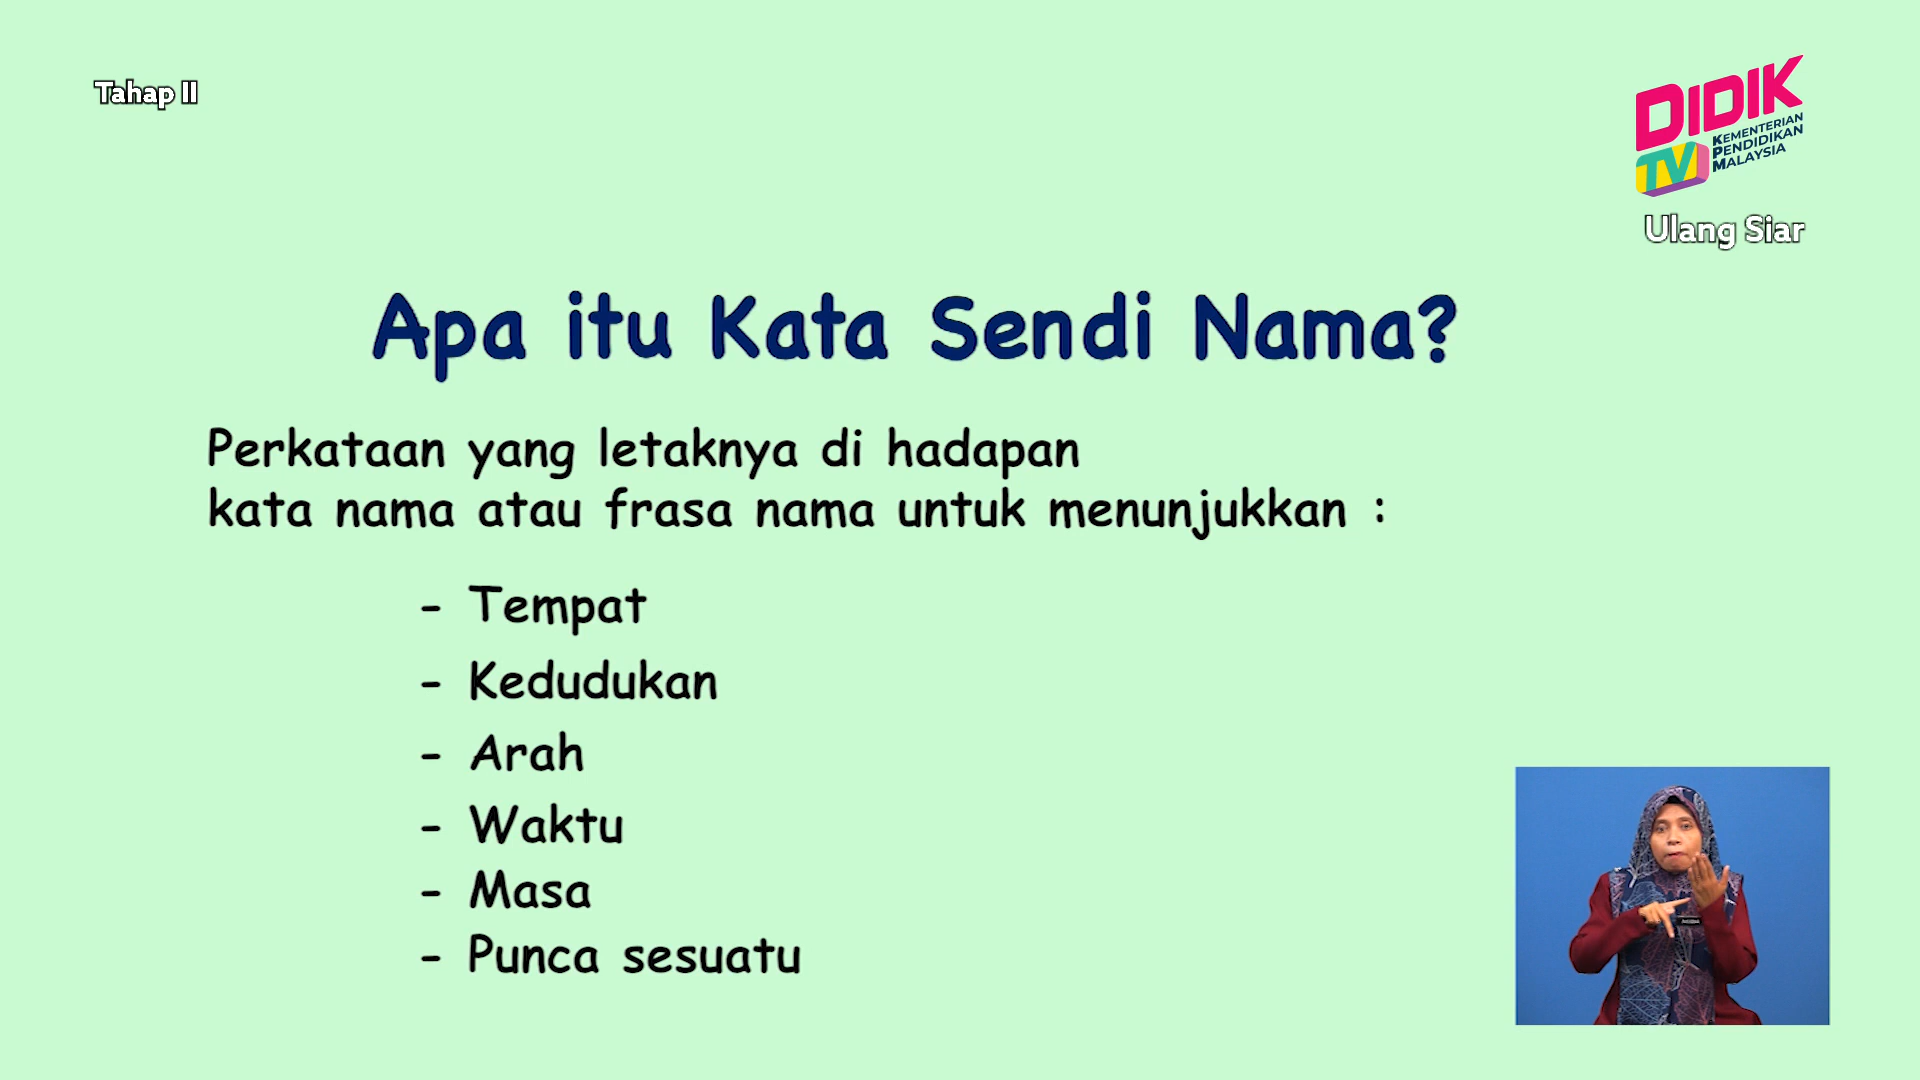 Tahap II
DIDIK
TV
KEMENTERIAN
PENDIDIKAN
MALAYSIA
Ulang Siar
Apa itu Kata Sendi Nama?
Perkataan yang letaknya di hadapan
kata nama atau frasa nama untuk menunjukkan :
- Tempat
- Kedudukan
- Arah
- Waktu
- Masa
- Punca sesuatu